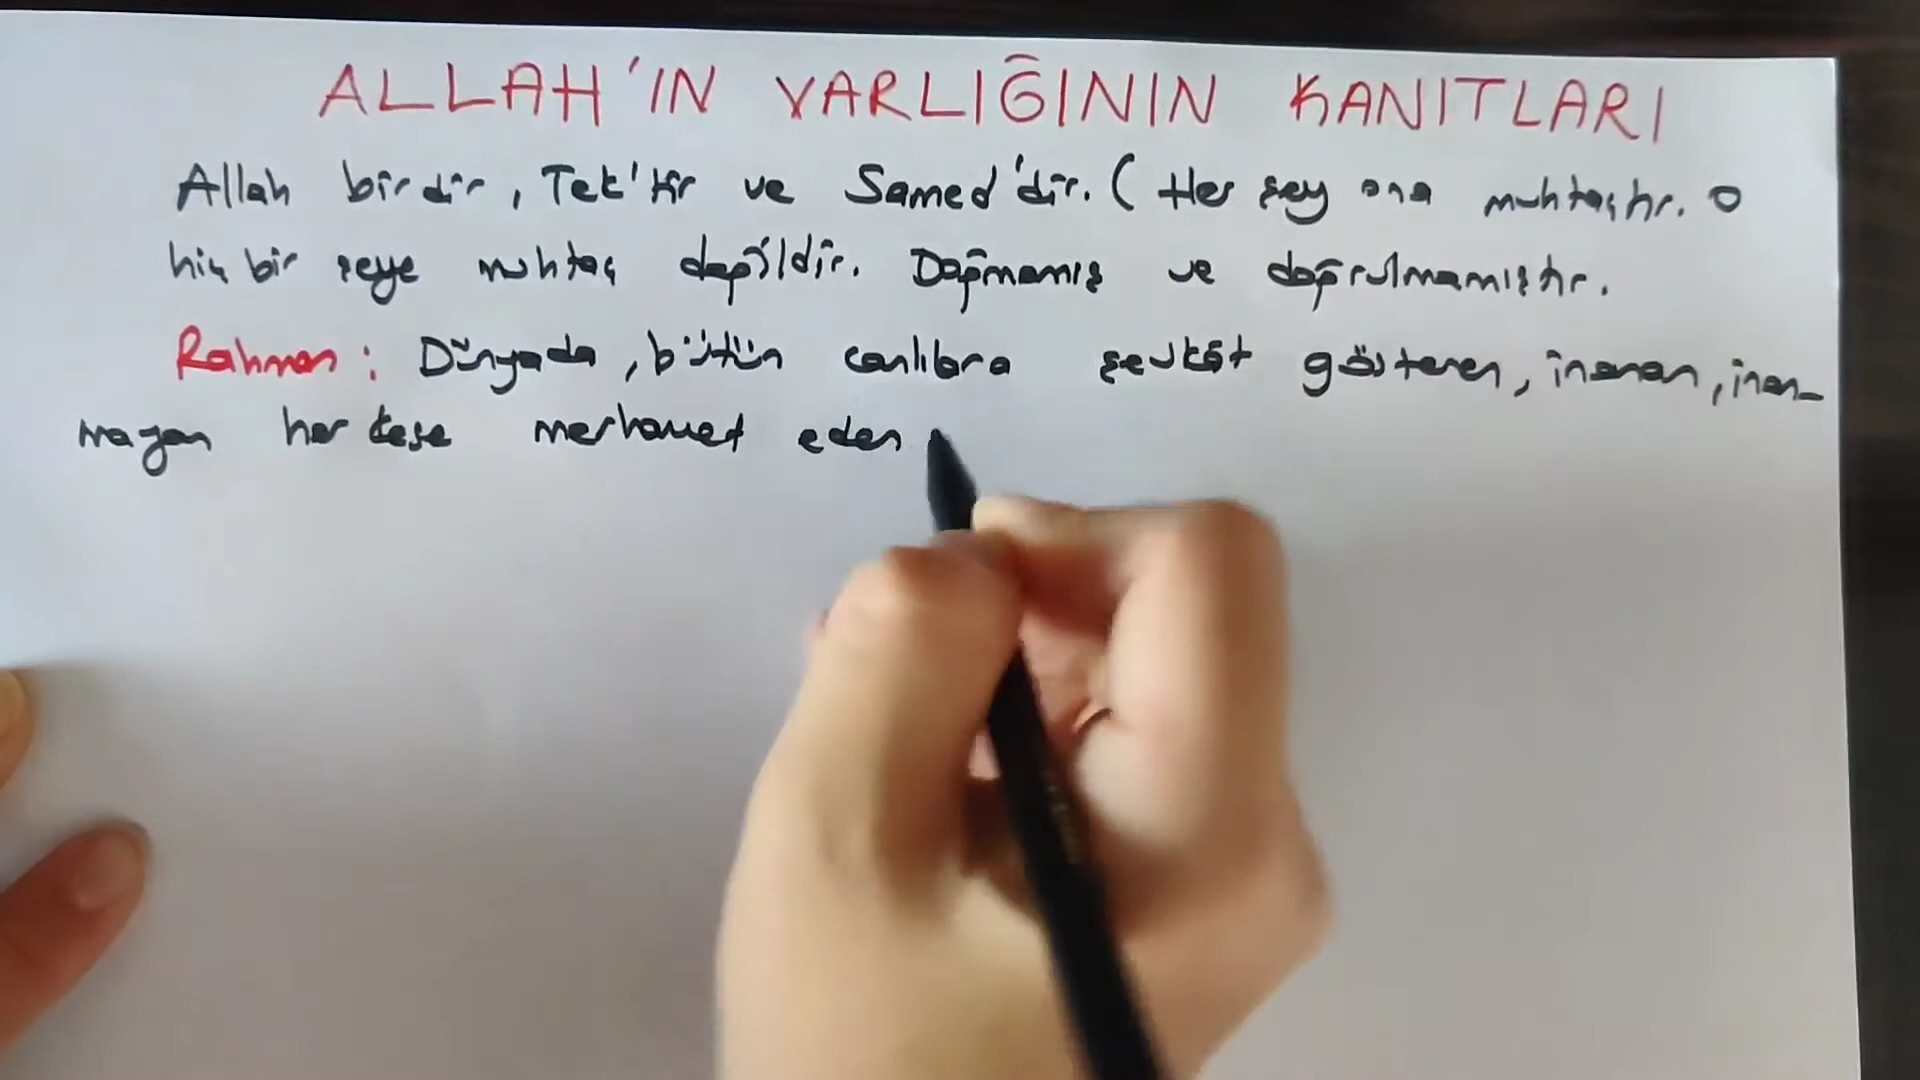 ALLAH'IN VARLIĞININ KANITLARI
Allah birdir, Tek'tir ve Samed'dir. (Her şey ona muhtaçtır. O
hiç bir şeye muhtaç değildir. Doğmamış ve doğrulmamıştır.
Rahman: Dünyada, bütün canlılara şevkât gösteren, inanan, inan-
mayan herkese merhamet eden